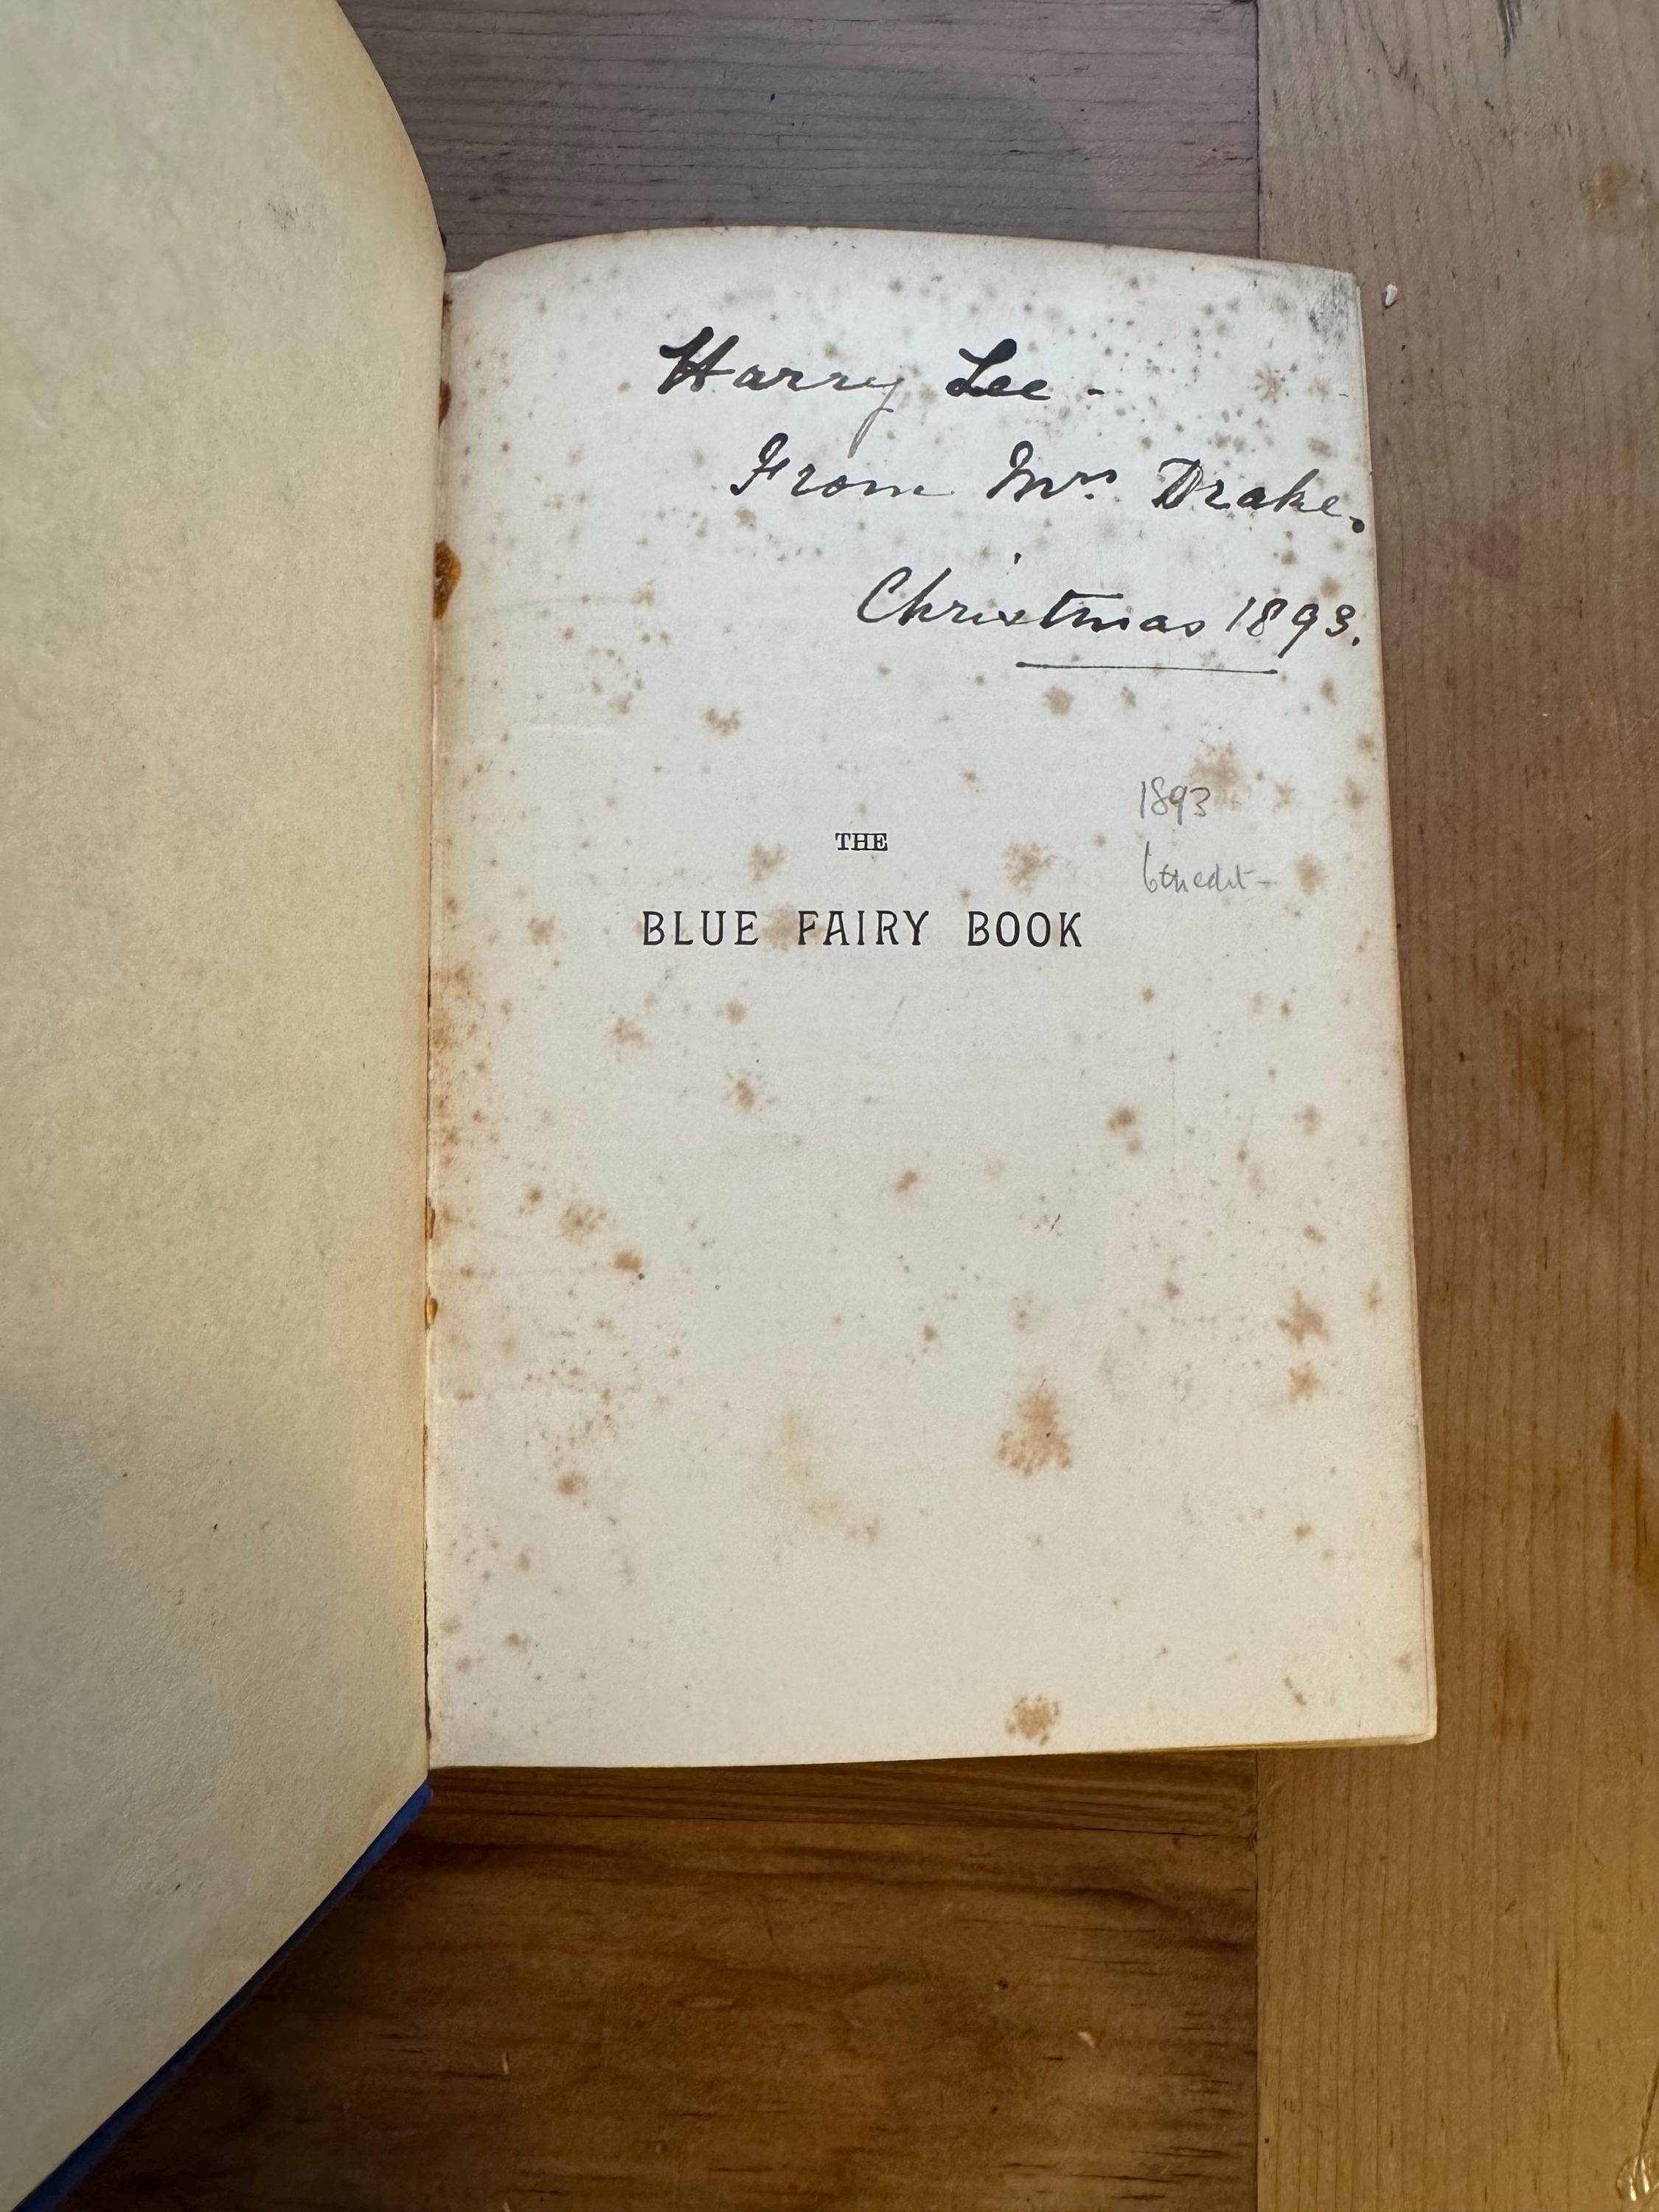 Harry Lee -
From Mrs Drake.
Christmas 1893.
1893
THE
6th edit-
BLUE FAIRY BOOK